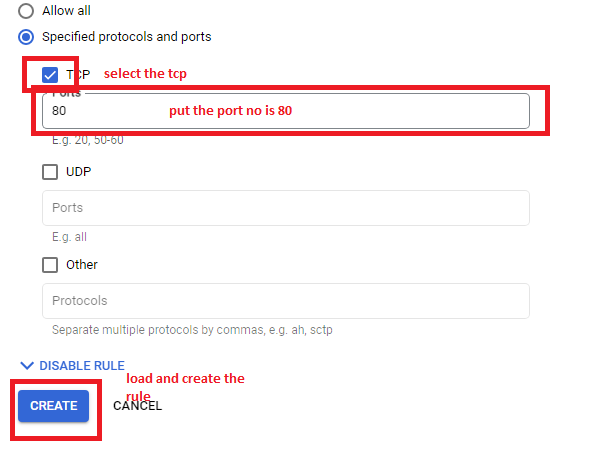 Allow all
Specified protocols and ports
TCP select the tcp
Ports
80 put the port no is 80
E.g. 20, 50-60
UDP
Ports
E.g. all
Other
Protocols
Separate multiple protocols by commas, e.g. ah, sctp
DISABLE RULE
load and create the
rule
CREATE CANCEL